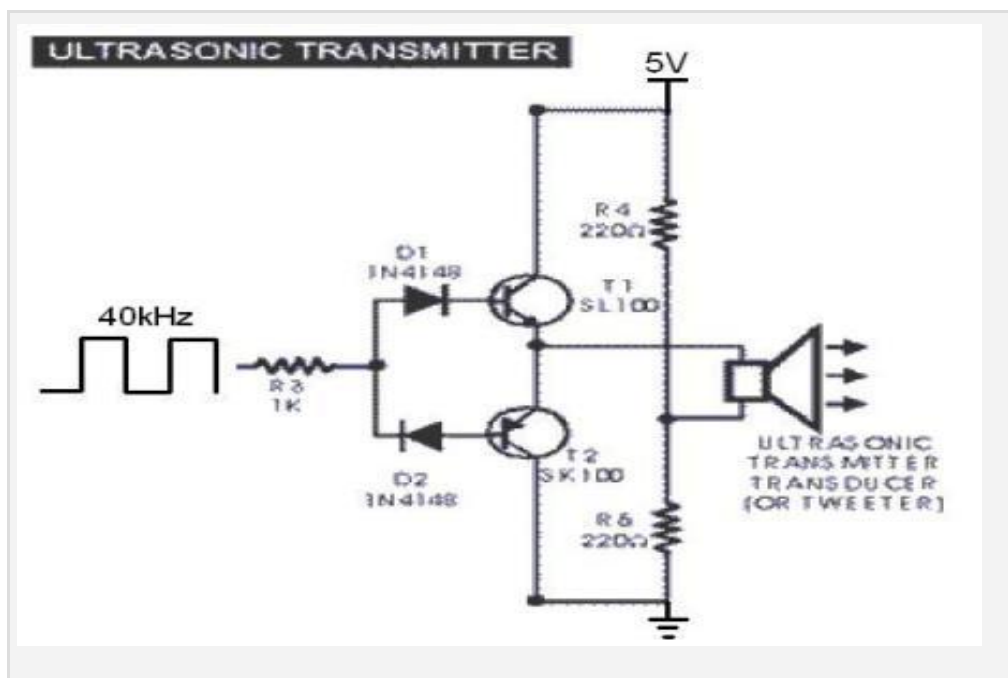 ULTRASONIC TRANSMITTER
5V
R4
220Ω
D1
1N4148
T1
SL100
40kHz
R3
1K
T2
SK100
D2
1N4148
ULTRASONIC
TRANSMITTER
TRANSDUCER
(OR TWEETER)
R5
220Ω